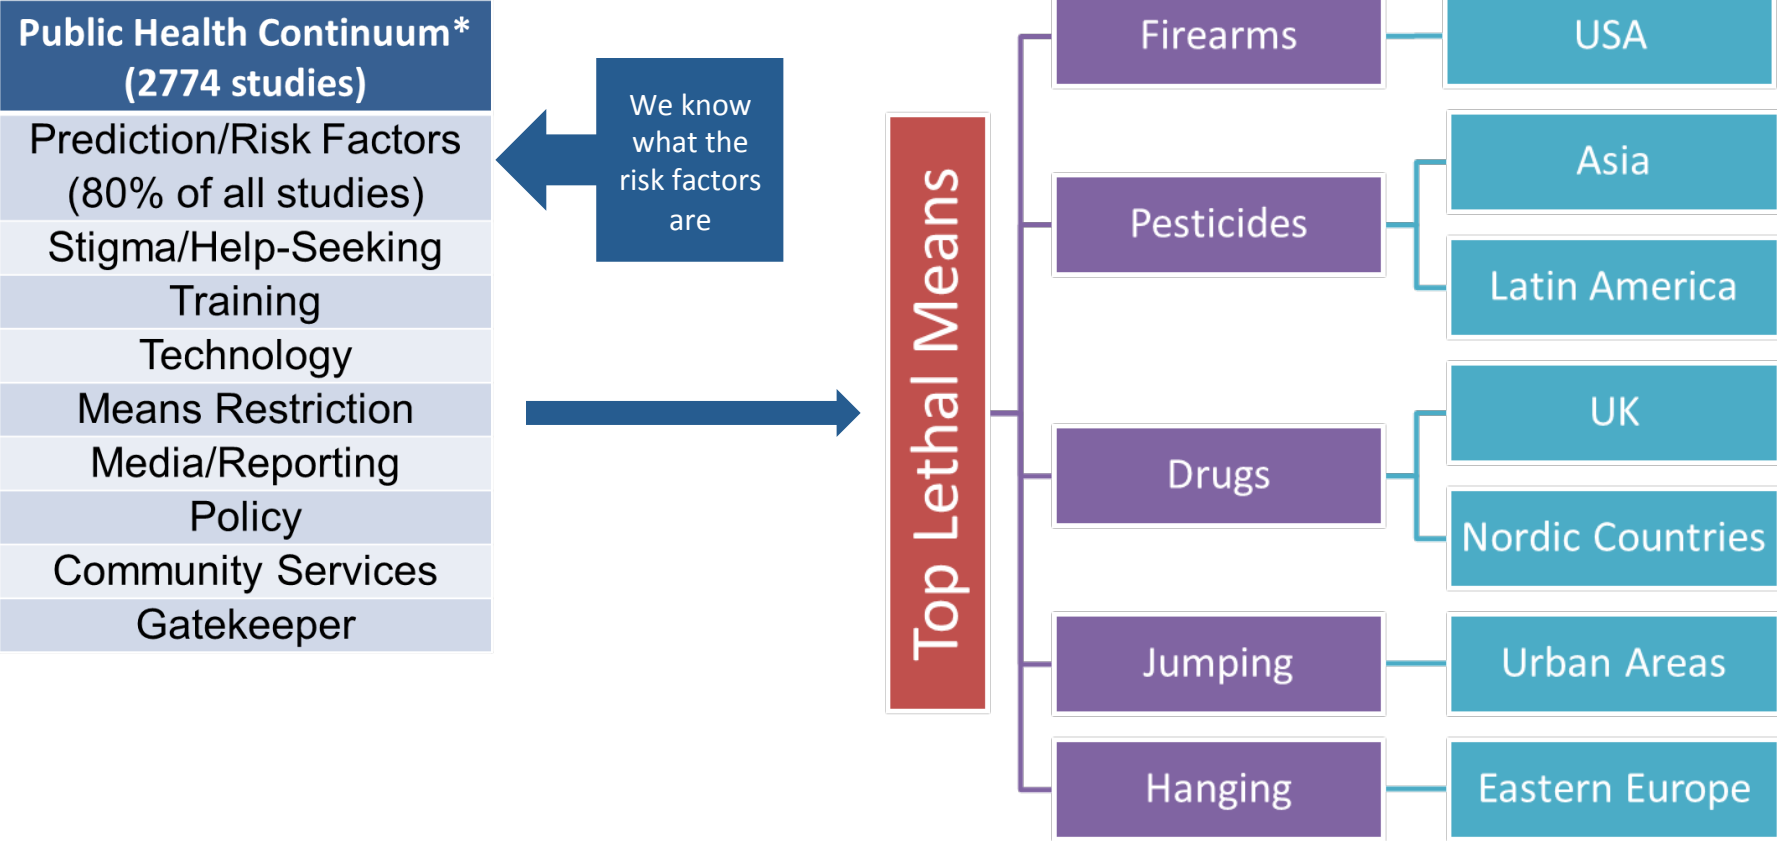 Public Health Continuum*
(2774 studies)
Prediction/Risk Factors
(80% of all studies)
Stigma/Help-Seeking
Training
Technology
Means Restriction
Media/Reporting
Policy
Community Services
Gatekeeper
We know
what the
risk factors
are
Top Lethal Means
Firearms
USA
Pesticides
Asia
Latin America
Drugs
UK
Nordic Countries
Jumping
Urban Areas
Hanging
Eastern Europe